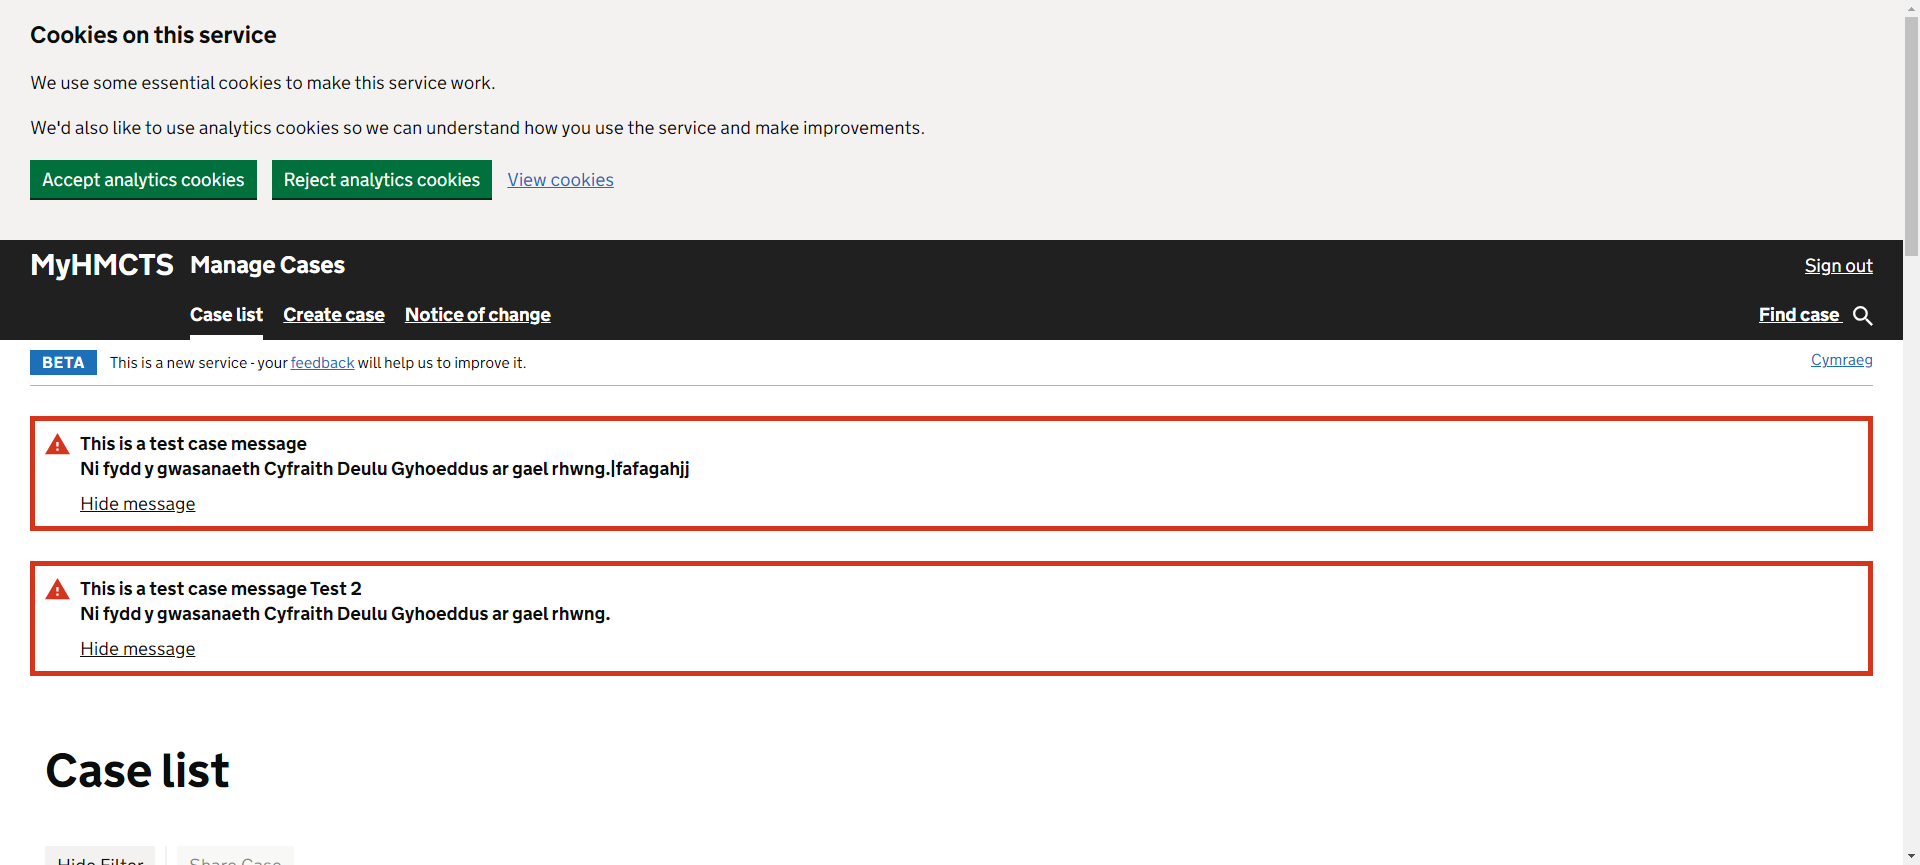 Cookies on this service
We use some essential cookies to make this service work.
We'd also like to use analytics cookies so we can understand how you use the service and make improvements.
Accept analytics cookies Reject analytics cookies View cookies
MyHMCTS Manage Cases Sign out
Case list Create case Notice of change Find case
BETA This is a new service - your feedback will help us to improve it. Cymraeg
This is a test case message
Ni fydd y gwasanaeth Cyfraith Deulu Gyhoeddus ar gael rhwng.|fafagahjj
Hide message
This is a test case message Test 2
Ni fydd y gwasanaeth Cyfraith Deulu Gyhoeddus ar gael rhwng.
Hide message
Case list
Hide Filter Share Case